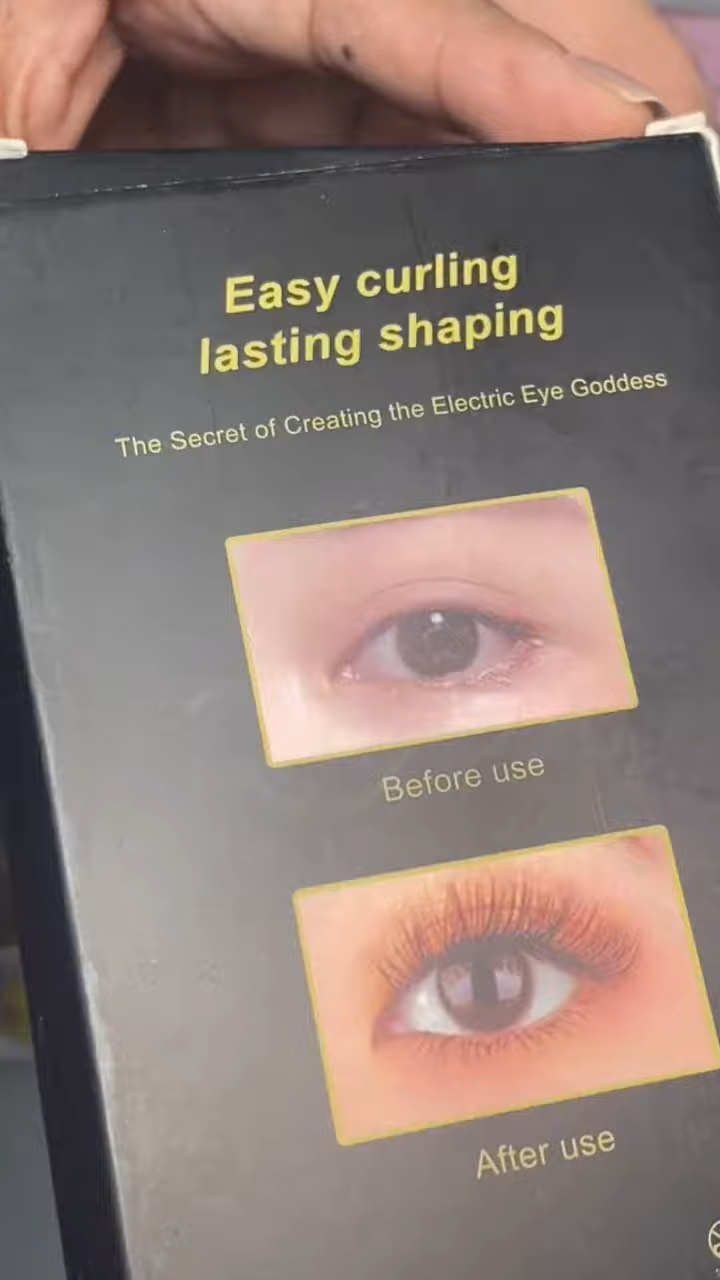 Easy curling
lasting shaping
The Secret of Creating the Electric Eye Goddess
Before use
After use